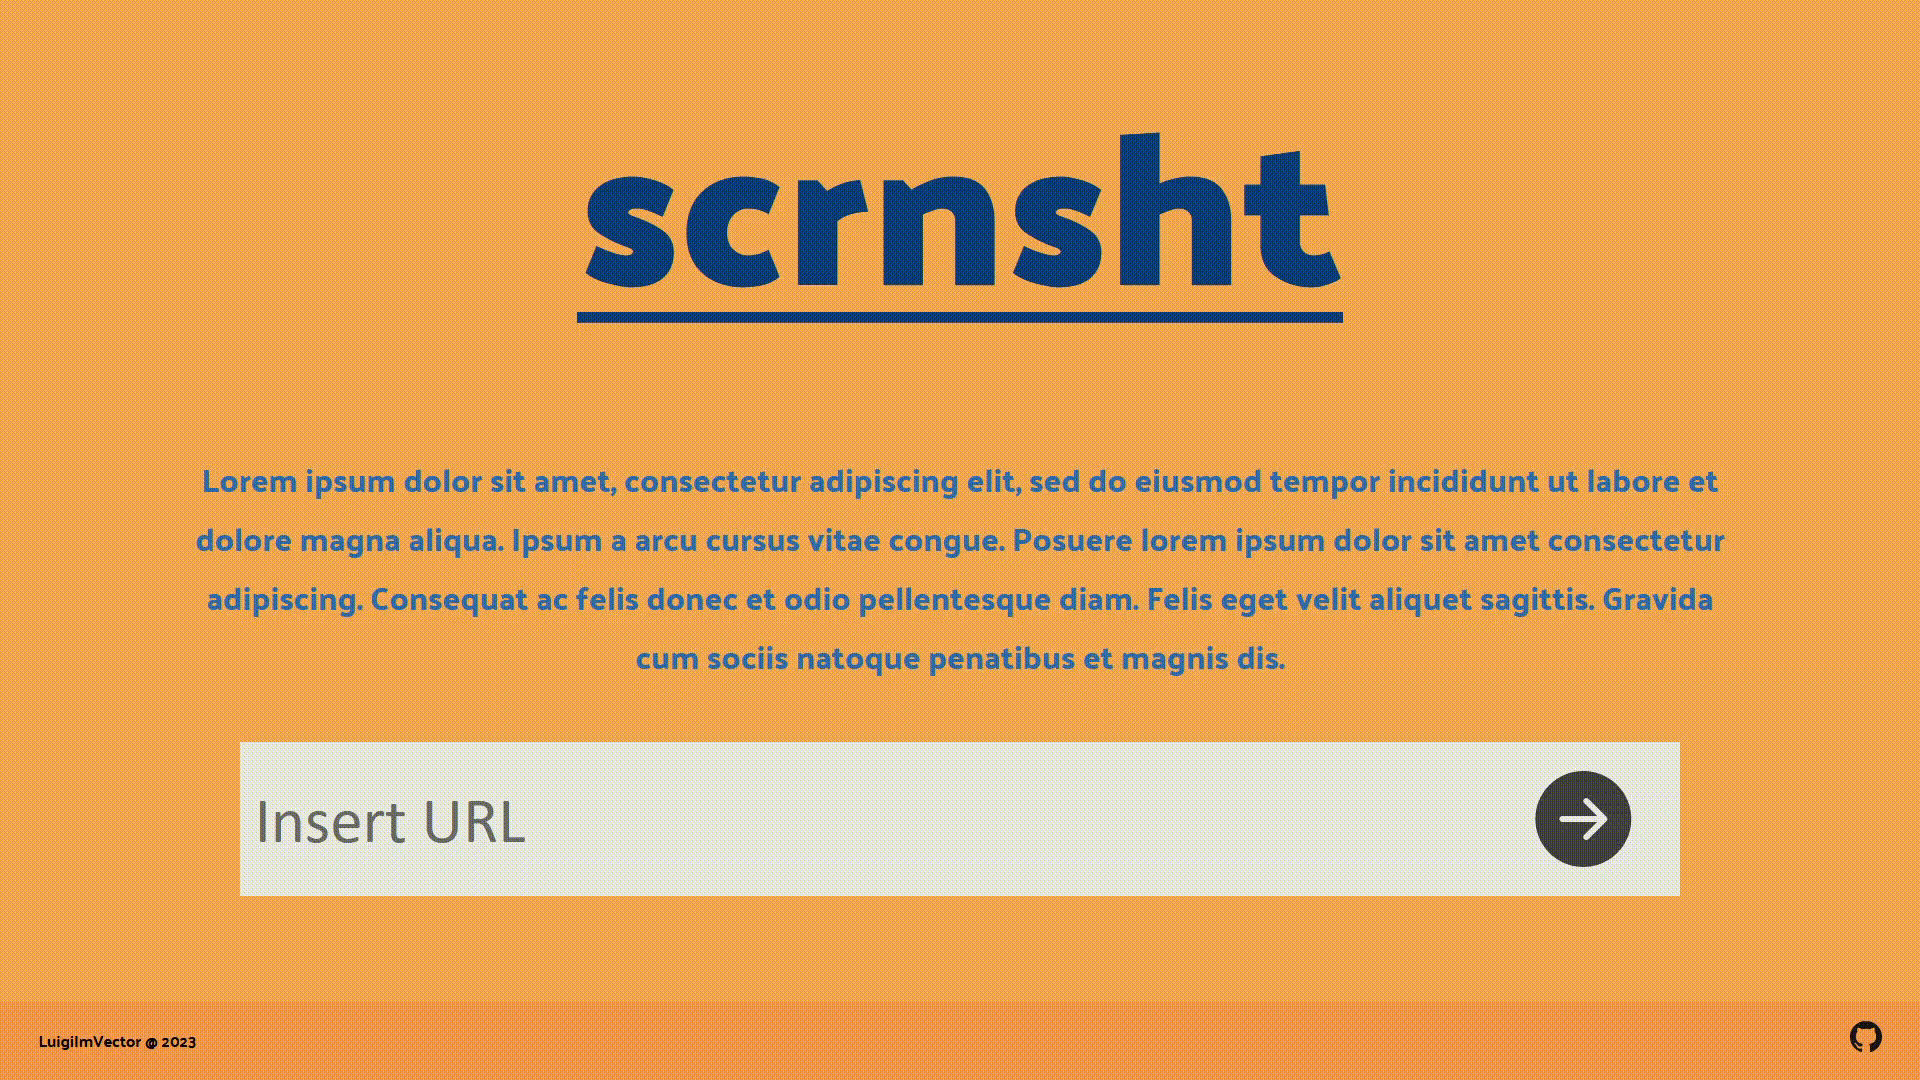 scrnsht
Lorem ipsum dolor sit amet, consectetur adipiscing elit, sed do eiusmod tempor incididunt ut labore et
dolore magna aliqua. Ipsum a arcu cursus vitae congue. Posuere lorem ipsum dolor sit amet consectetur
adipiscing. Consequat ac felis donec et odio pellentesque diam. Felis eget velit aliquet sagittis. Gravida
cum sociis natoque penatibus et magnis dis.
Insert URL
LuigiImVector @ 2023